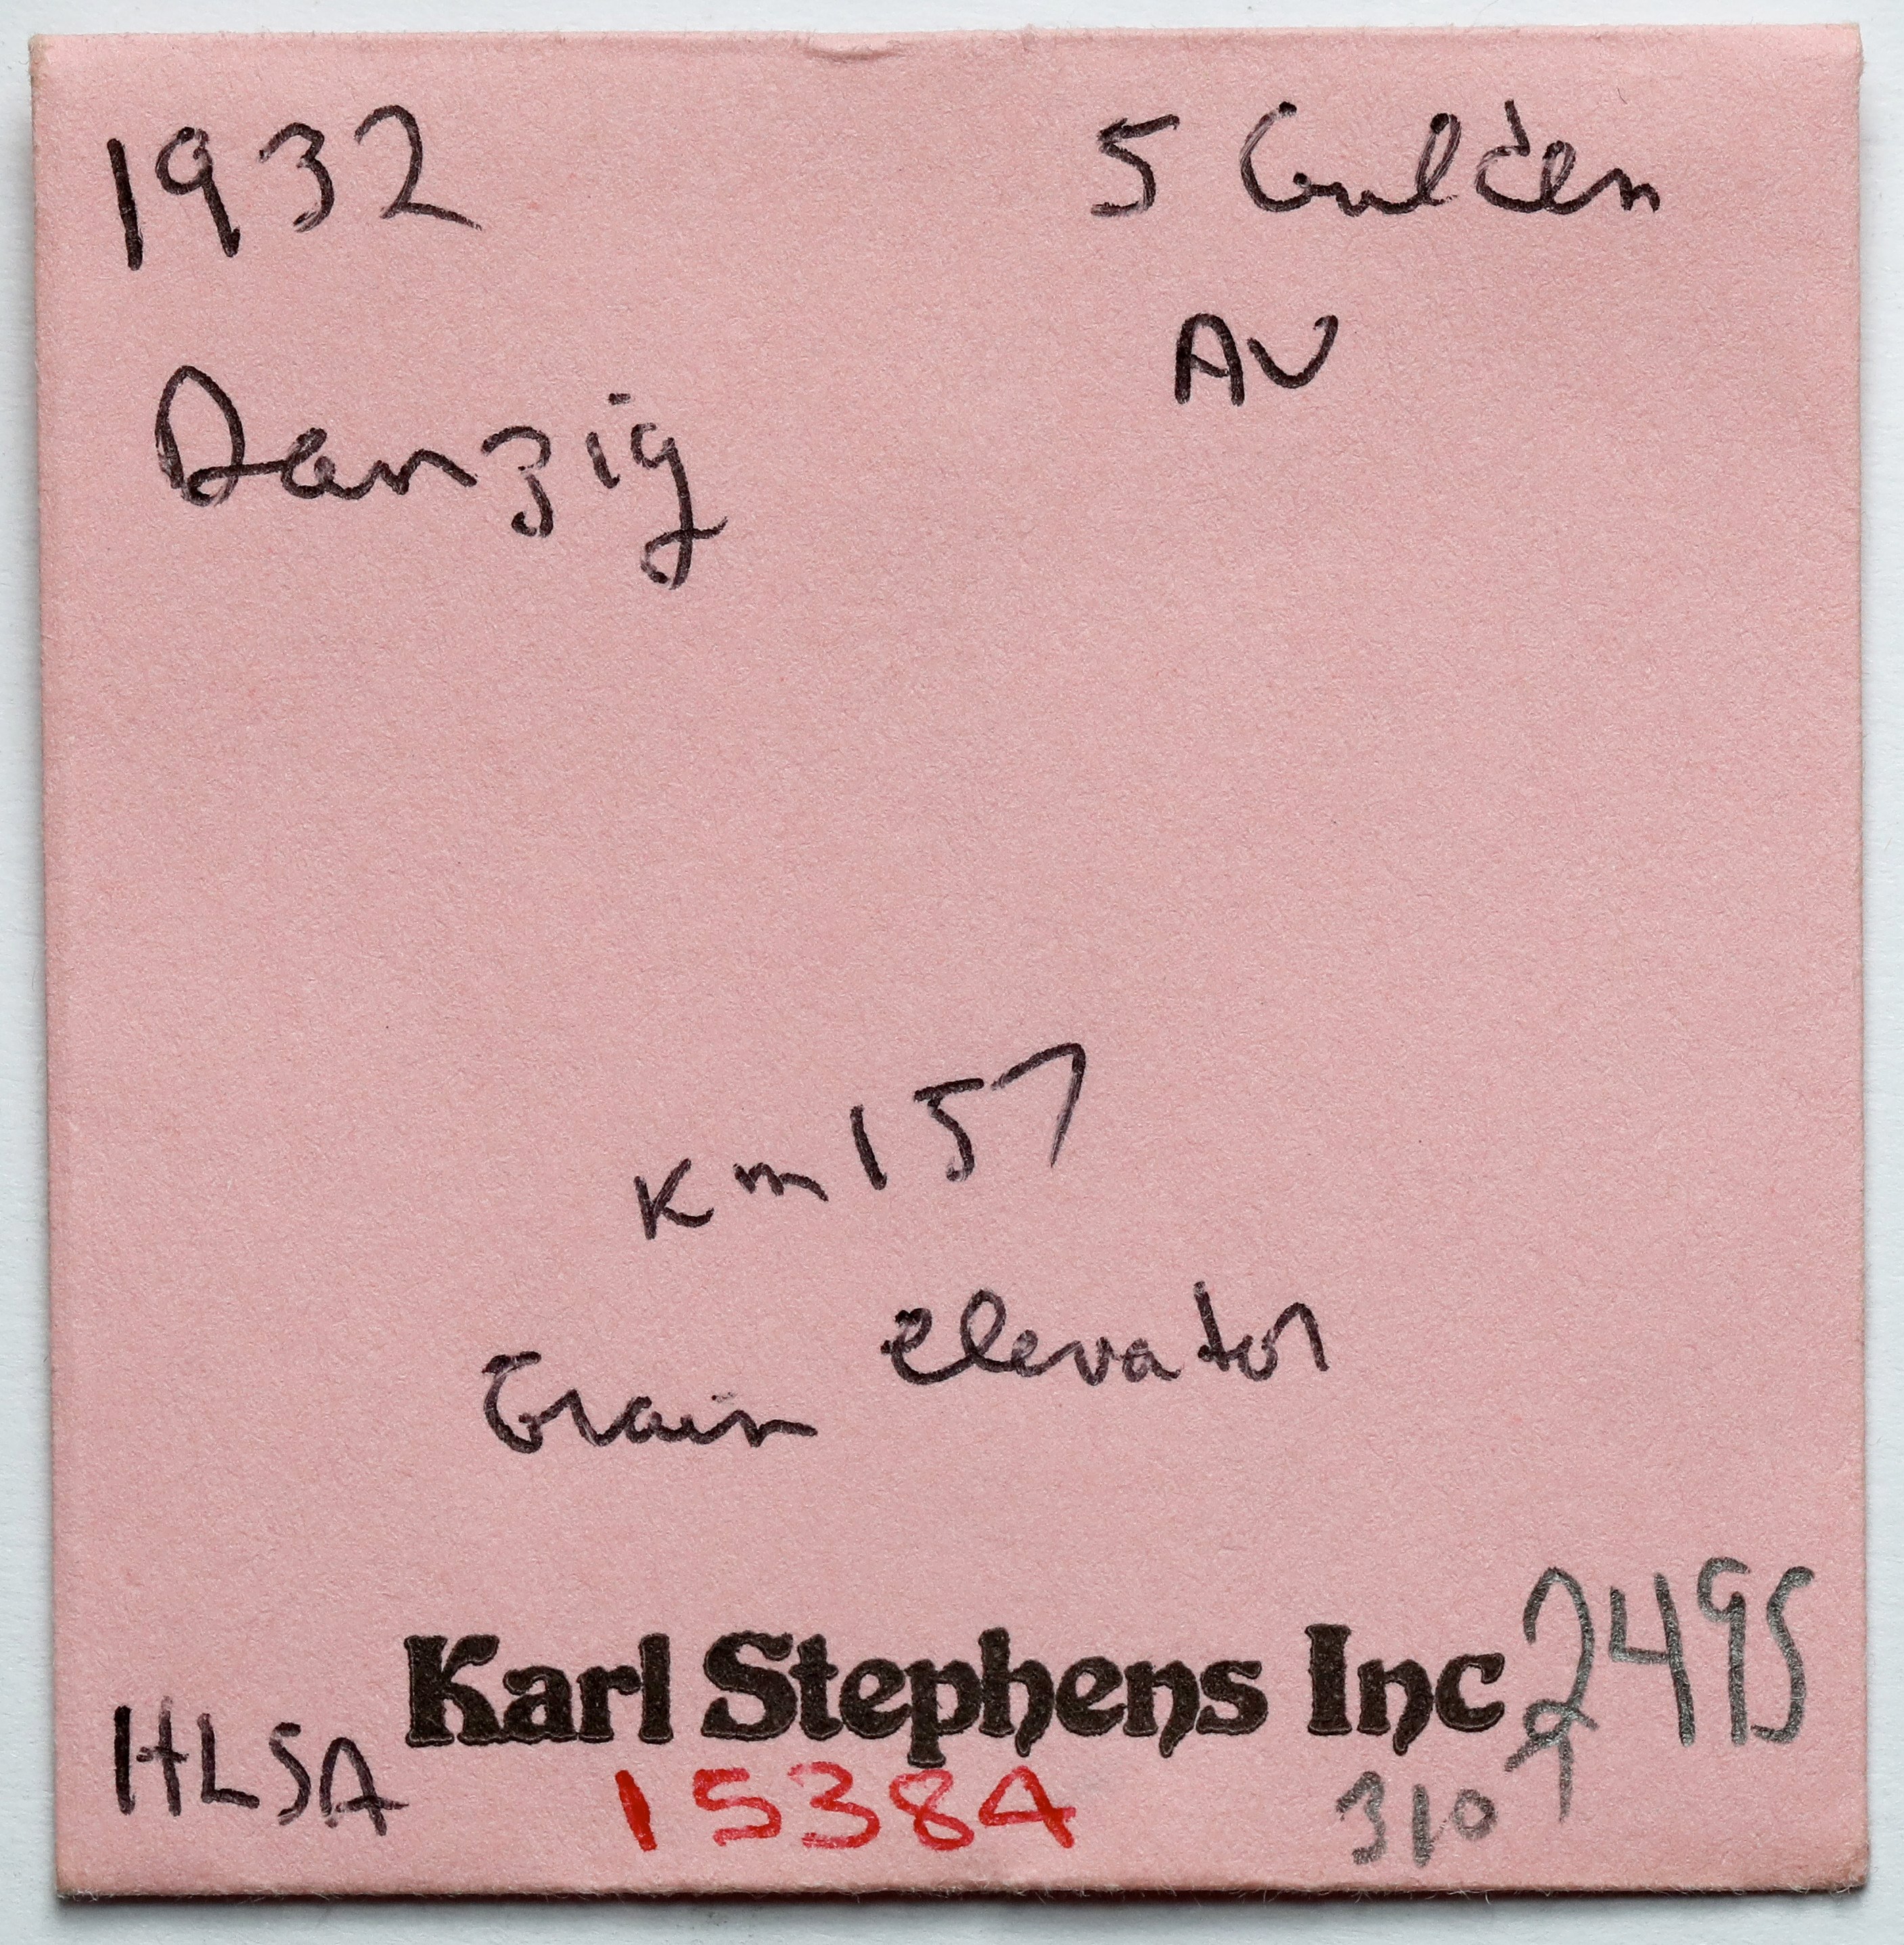 1932 5 Gulden
AU
Danzig
Km 157
Grain elevator
Karl Stephens Inc 2495
HLSA 15384 310